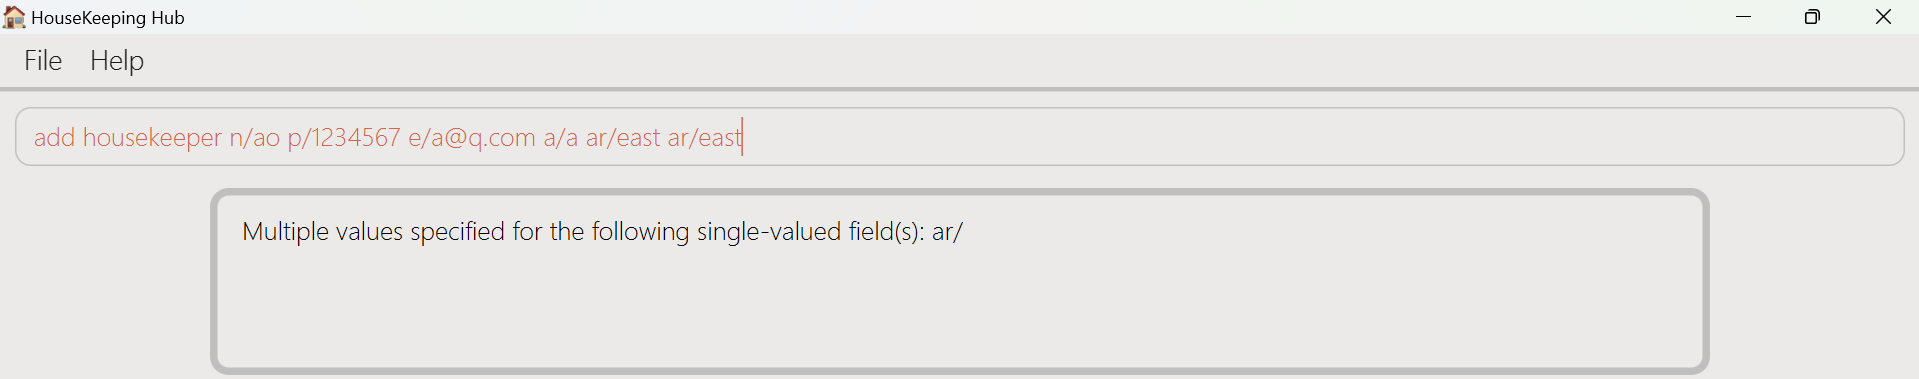 HouseKeeping Hub
File Help
add housekeeper n/ao p/1234567 e/a@q.com a/a ar/east ar/east
Multiple values specified for the following single-valued field(s): ar/